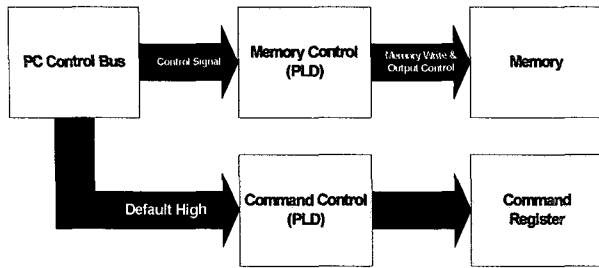 PC Control Bus
Control Signal
Memory Control
(PLD)
Memory Write &
Output Control
Memory
Default High
Command Control
(PLD)
Command
Register